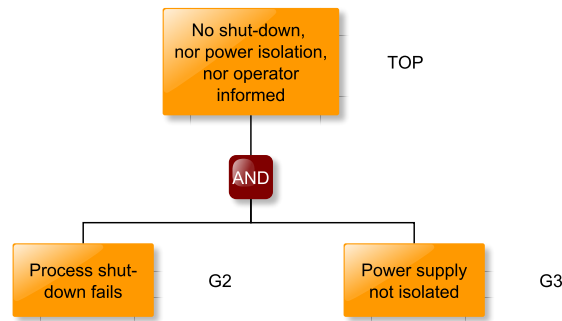 No shut-down,
nor power isolation,
nor operator
informed
TOP
AND
Process shut-
down fails
G2
Power supply
not isolated
G3